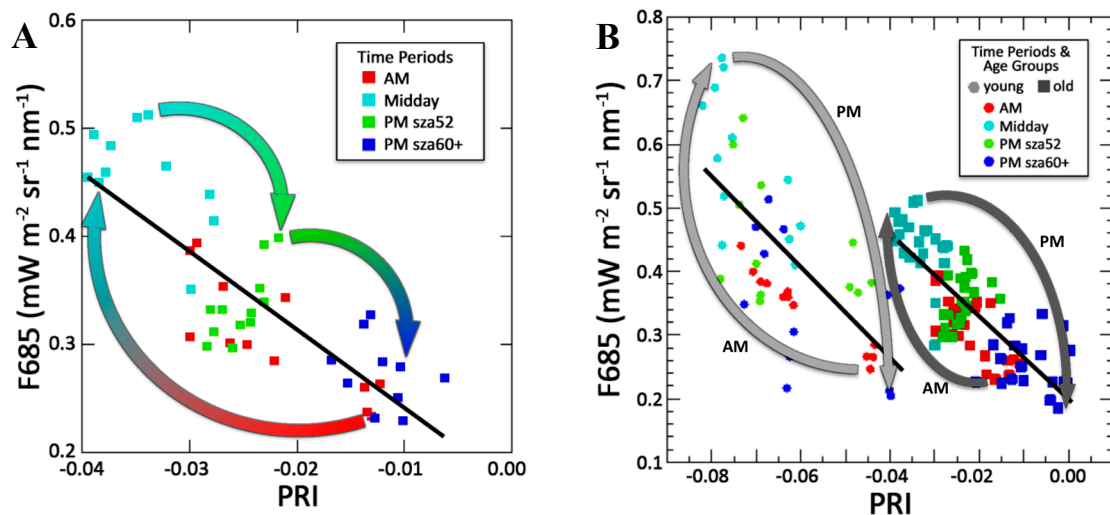 A
F685 (mW m-2 sr-1 nm-1)
0.6
0.5
0.4
0.3
0.2
Time Periods
AM
Midday
PM sza52
PM sza60+
-0.04
-0.03
-0.02
-0.01
0.00
PRI
B
F685 (mW m-2 sr-1 nm-1)
0.8
0.7
0.6
0.5
0.4
0.3
0.2
0.1
Time Periods &
Age Groups
young
old
AM
Midday
PM sza52
PM sza60+
PM
PM
AM
AM
-0.08
-0.06
-0.04
-0.02
0.00
PRI